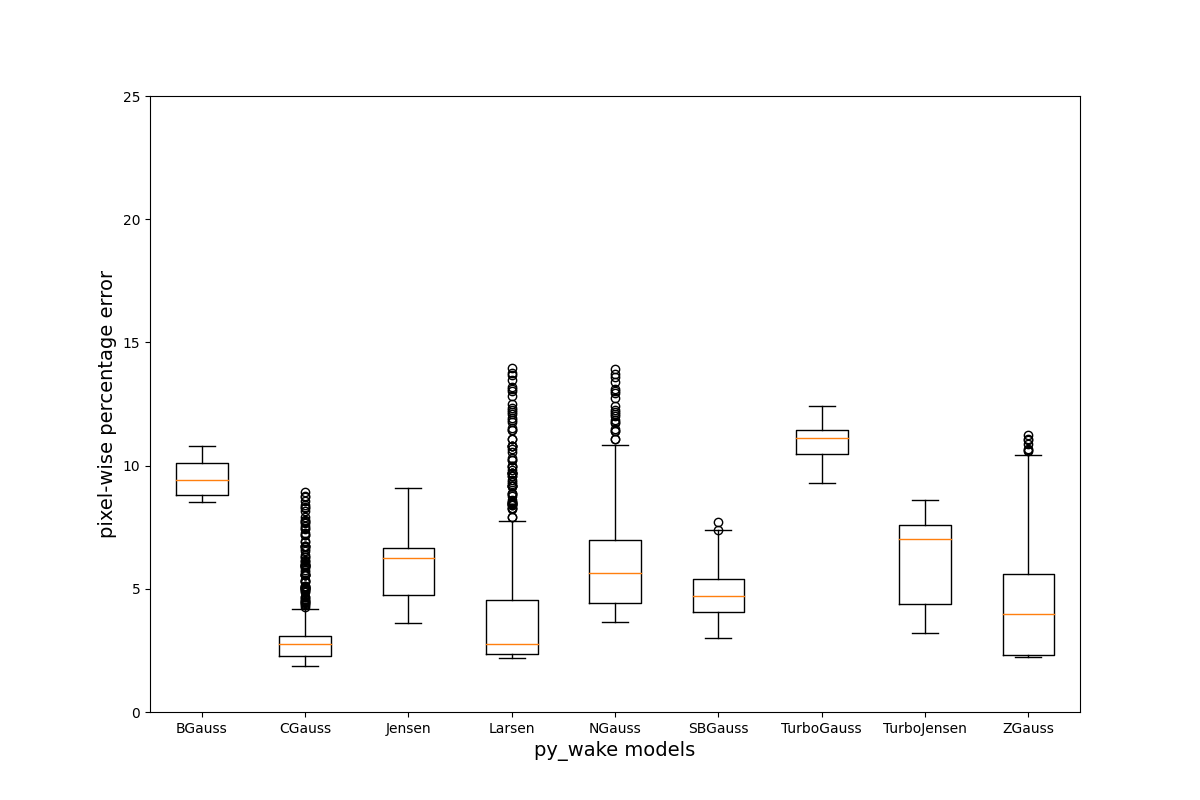 pixel-wise percentage error
25
20
15
10
5
0
BGauss CGauss Jensen Larsen NGauss SBGauss TurboGauss TurboJensen ZGauss
py_wake models